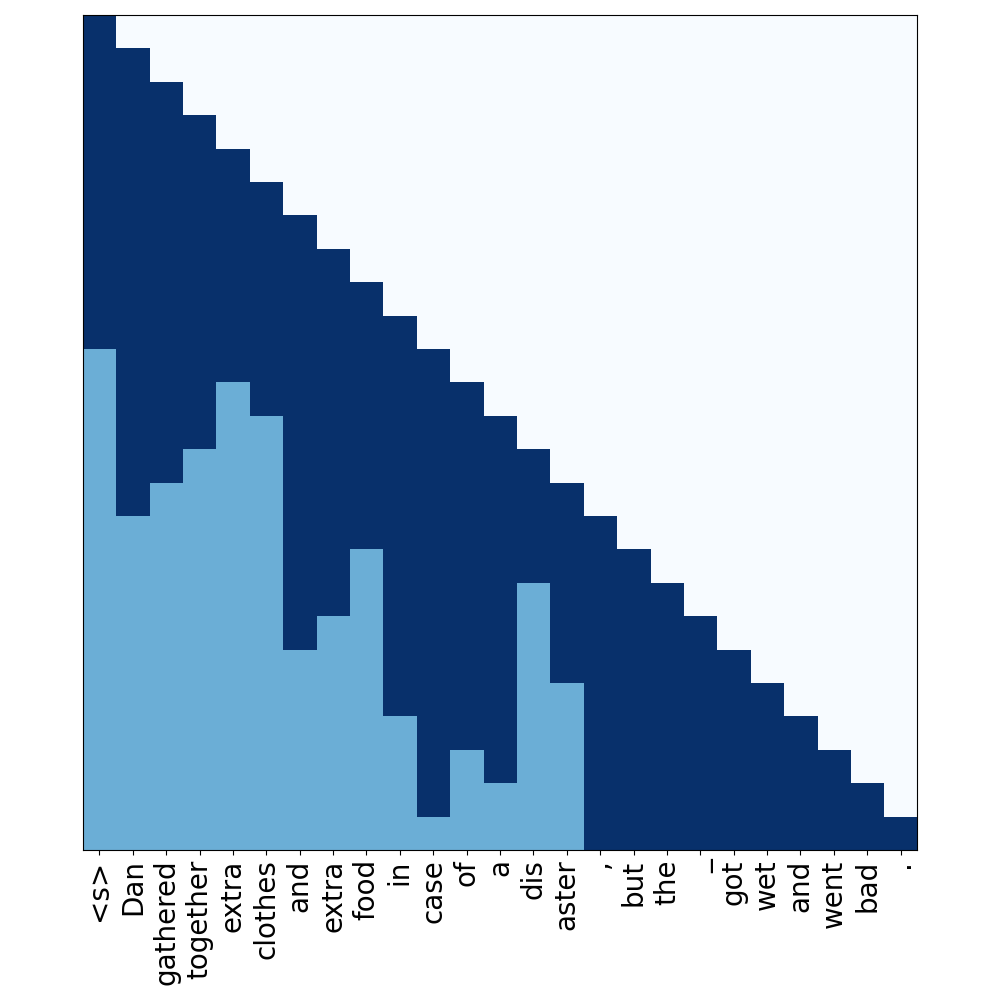 <s> Dan gathered together extra clothes and extra food in case of a dis aster , but the _ got wet and went bad .